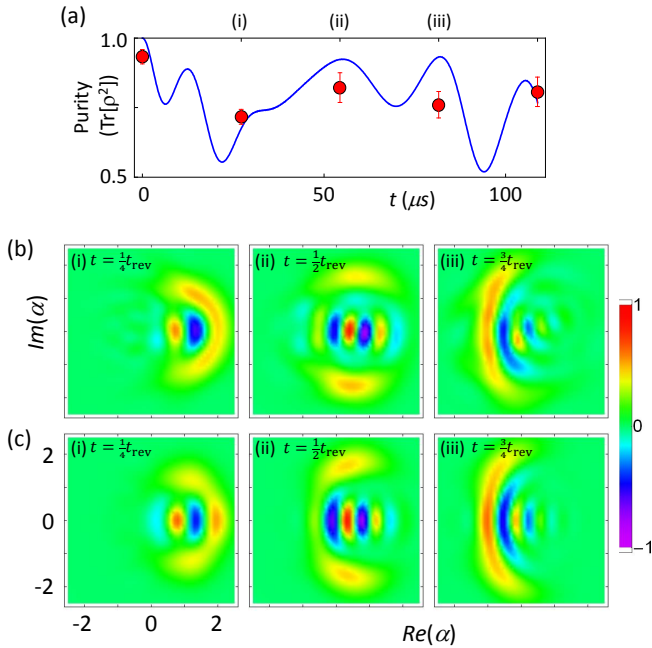 (a)
(i) (ii) (iii)
Purity
(Tr[ρ²])
1.0
0.5
0 50 100
t (μs)
(b)
(i) t = ¼t_rev (ii) t = ½t_rev (iii) t = ¾t_rev
Im(α)
(c)
(i) t = ¼t_rev (ii) t = ½t_rev (iii) t = ¾t_rev
2
0
-2
-2 0 2
Re(α)
1
0
−1